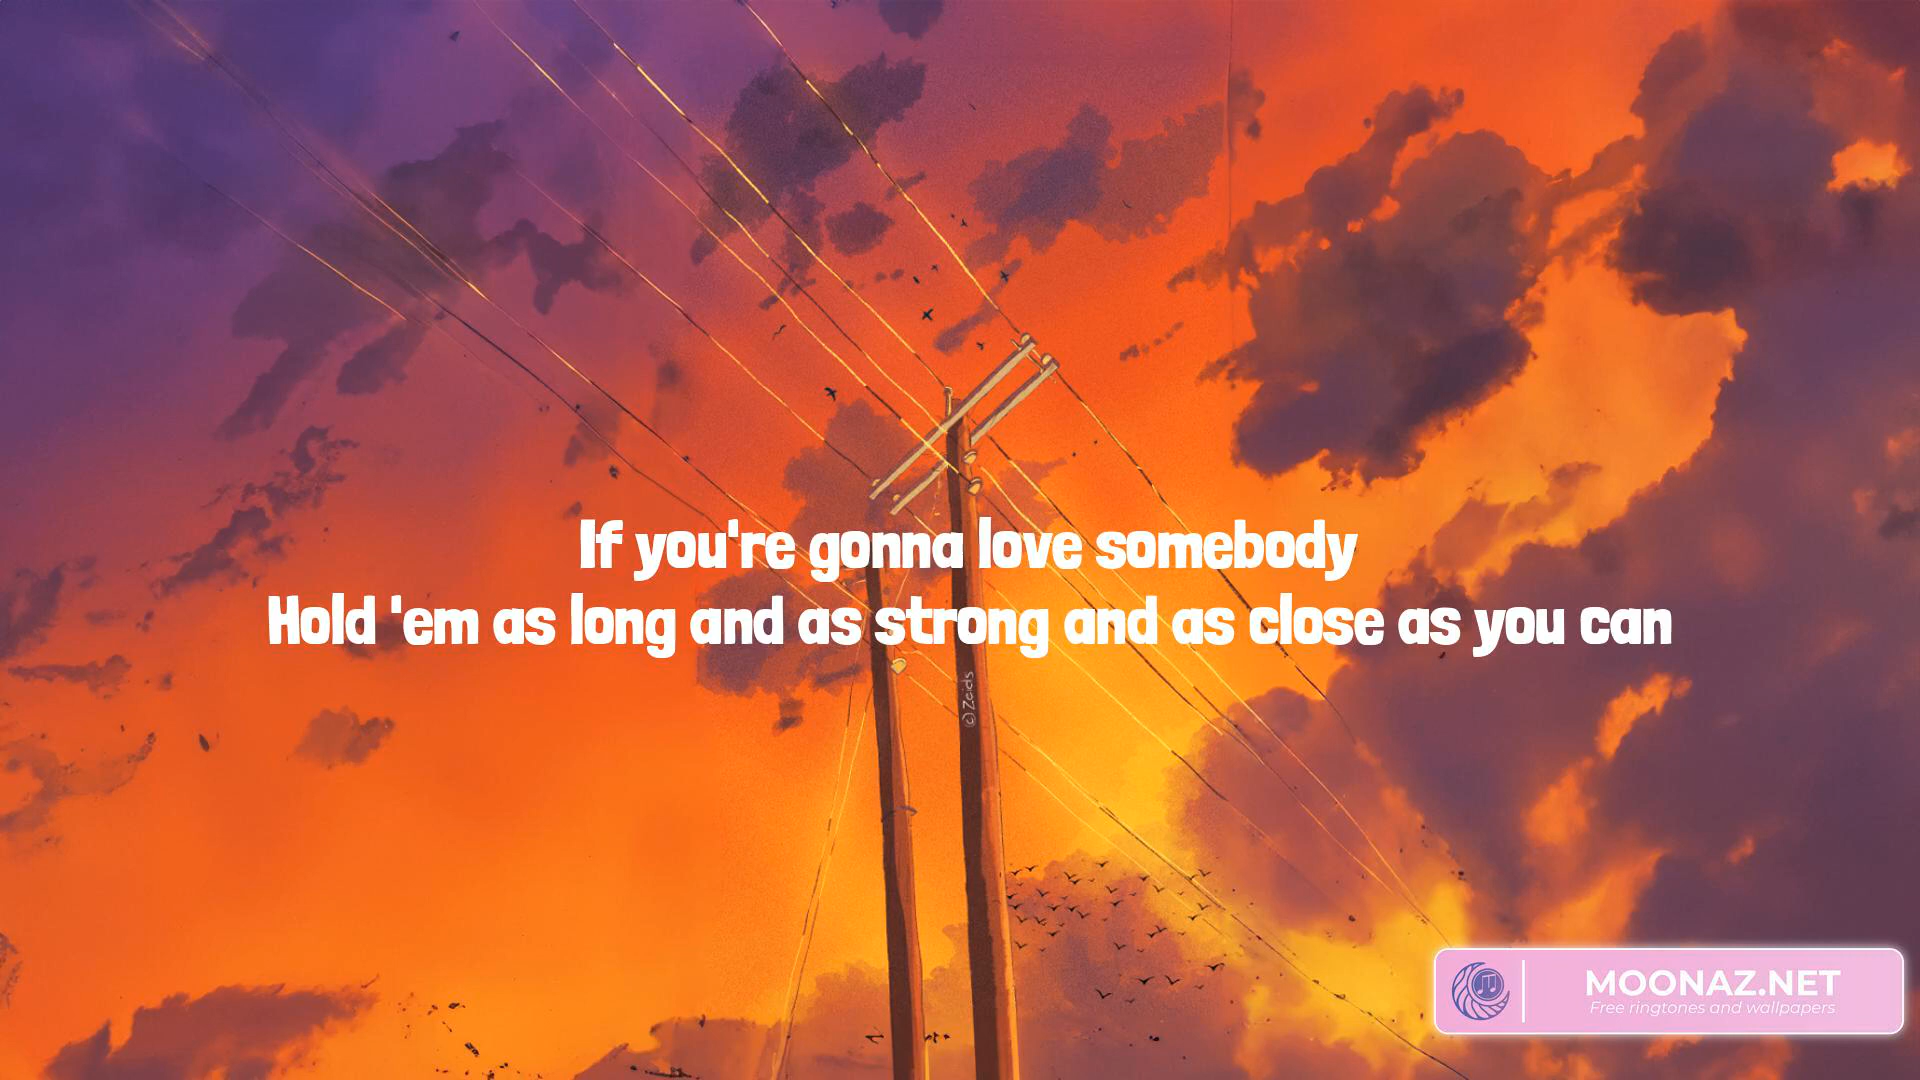 If you're gonna love somebody
Hold 'em as long and as strong and as close as you can
©Zeids
MOONAZ.NET
Free ringtones and wallpapers